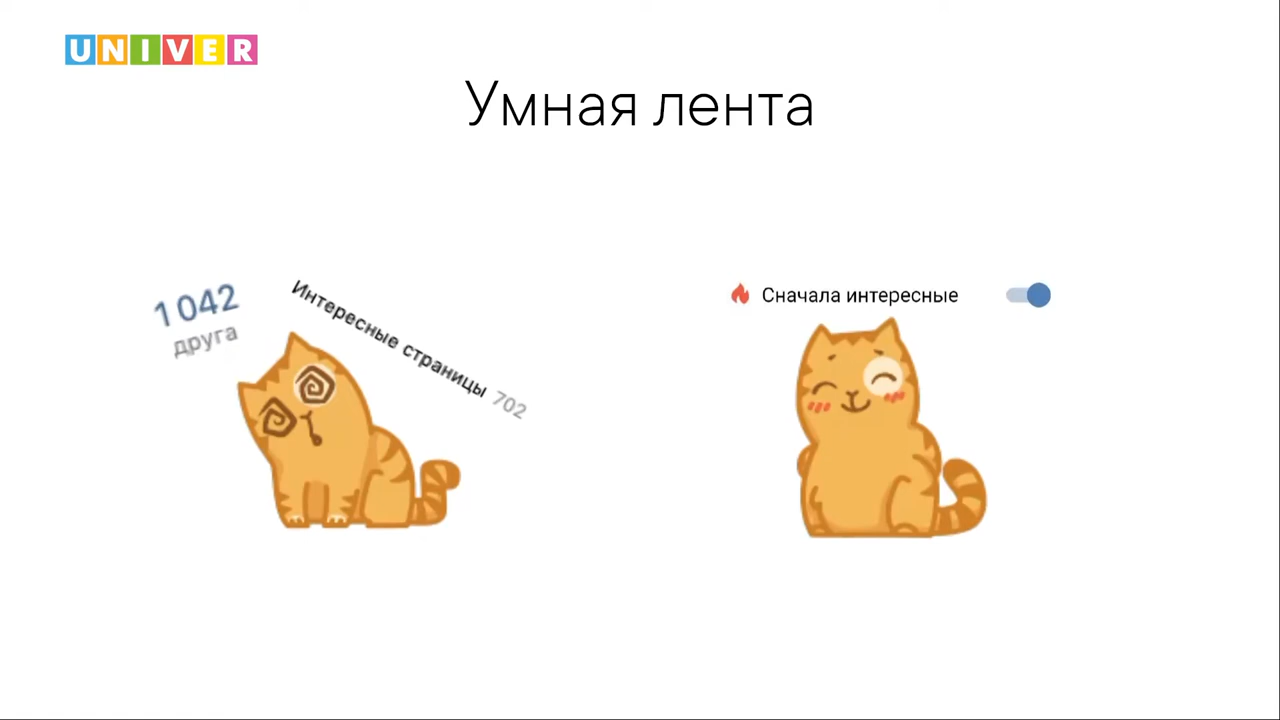 UNIVER
Умная лента
1 042
друга
Интересные страницы 702
Сначала интересные